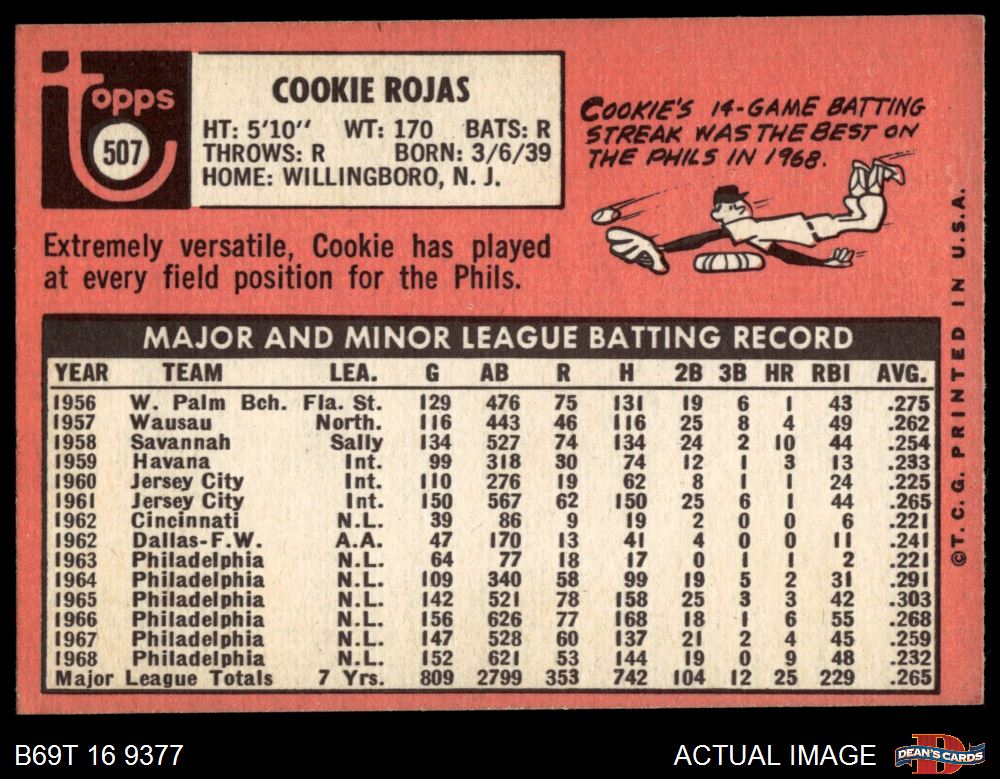 Topps
507
COOKIE ROJAS
HT: 5'10" WT: 170 BATS: R
THROWS: R BORN: 3/6/39
HOME: WILLINGBORO, N. J.
COOKIE'S 14-GAME BATTING
STREAK WAS THE BEST ON
THE PHILS IN 1968.
Extremely versatile, Cookie has played
at every field position for the Phils.
MAJOR AND MINOR LEAGUE BATTING RECORD
YEAR TEAM LEA. G AB R H 2B 3B HR RBI AVG.
1956 W. Palm Bch. Fla. St. 129 476 75 131 19 6 1 43 .275
1957 Wausau North. 116 443 46 116 25 8 4 49 .262
1958 Savannah Sally 134 527 74 134 24 2 10 44 .254
1959 Havana Int. 99 318 30 74 12 1 3 13 .233
1960 Jersey City Int. 110 276 19 62 8 1 1 24 .225
1961 Jersey City Int. 150 567 62 150 25 6 1 44 .265
1962 Cincinnati N.L. 39 86 9 19 2 0 0 6 .221
1962 Dallas-F.W. A.A. 47 170 13 41 4 0 0 11 .241
1963 Philadelphia N.L. 64 77 18 17 0 1 1 2 .221
1964 Philadelphia N.L. 109 340 58 99 19 5 2 31 .291
1965 Philadelphia N.L. 142 521 78 158 25 3 3 42 .303
1966 Philadelphia N.L. 156 626 77 168 18 1 6 55 .268
1967 Philadelphia N.L. 147 528 60 137 21 2 4 45 .259
1968 Philadelphia N.L. 152 621 53 144 19 0 9 48 .232
Major League Totals 7 Yrs. 809 2799 353 742 104 12 25 229 .265
©T. C. G. PRINTED IN U.S.A.
B69T 16 9377
ACTUAL IMAGE
DEAN'S CARDS